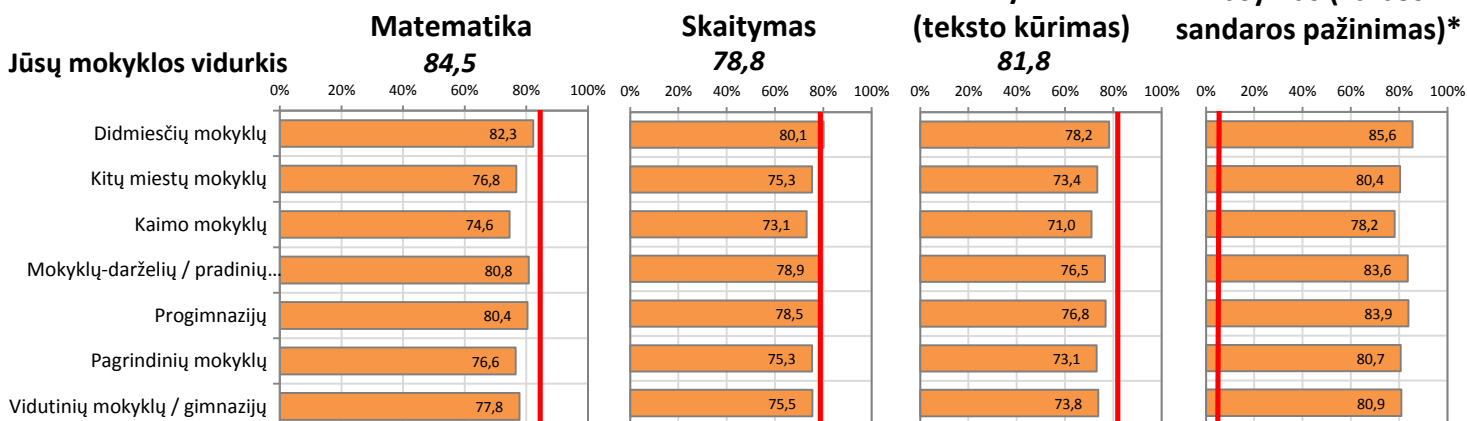 Matematika Skaitymas (teksto kūrimas) sandaros pažinimas)*
Jūsų mokyklos vidurkis 84,5 78,8 81,8
0% 20% 40% 60% 80% 100% 0% 20% 40% 60% 80% 100% 0% 20% 40% 60% 80% 100% 0% 20% 40% 60% 80% 100%
Didmiesčių mokyklų 82,3 80,1 78,2 85,6
Kitų miestų mokyklų 76,8 75,3 73,4 80,4
Kaimo mokyklų 74,6 73,1 71,0 78,2
Mokyklų-darželių / pradinių... 80,8 78,9 76,5 83,6
Progimnazijų 80,4 78,5 76,8 83,9
Pagrindinių mokyklų 76,6 75,3 73,1 80,7
Vidutinių mokyklų / gimnazijų 77,8 75,5 73,8 80,9